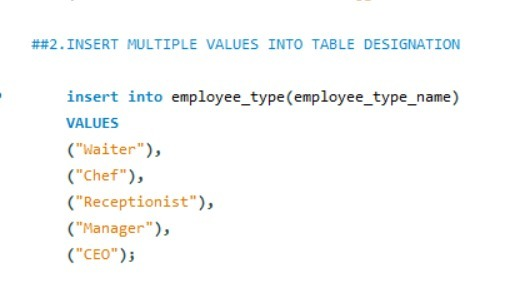 ##2.INSERT MULTIPLE VALUES INTO TABLE DESIGNATION
insert into employee_type(employee_type_name)
VALUES
("Waiter"),
("Chef"),
("Receptionist"),
("Manager"),
("CEO");